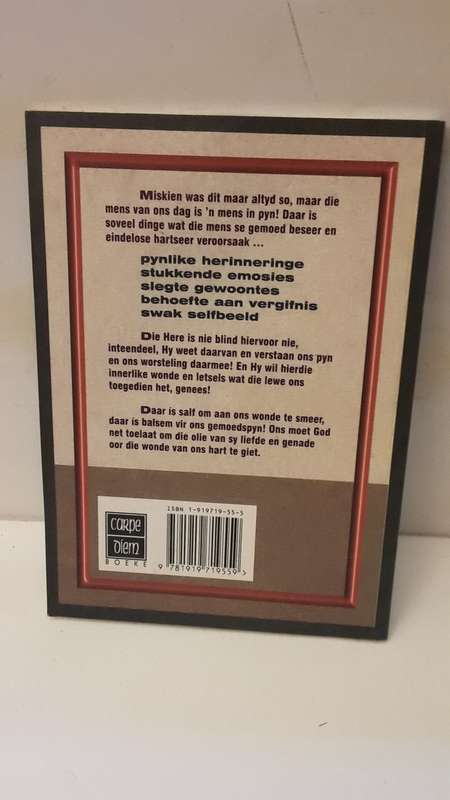 Miskien was dit maar altyd so, maar die
mens van ons dag is 'n mens in pyn! Daar is
soveel dinge wat die mens se gemoed beseer en
eindelose hartseer veroorsaak ...
pynlike herinneringe
stukkende emosies
slegte gewoontes
behoefte aan vergifnis
swak selfbeeld
Die Here is nie blind hiervoor nie,
inteendeel, Hy weet daarvan en verstaan ons pyn
en ons worsteling daarmee! En Hy wil hierdie
innerlike wonde en letsels wat die lewe ons
toegedien het, genees!
Daar is salf om aan ons wonde te smeer,
daar is balsem vir ons gemoedspyn! Ons moet God
net toelaat om die olie van sy liefde en genade
oor die wonde van ons hart te giet.
ISBN 1-919719-55-5
carpe
diem
BOEKE
9 781919 719559 >